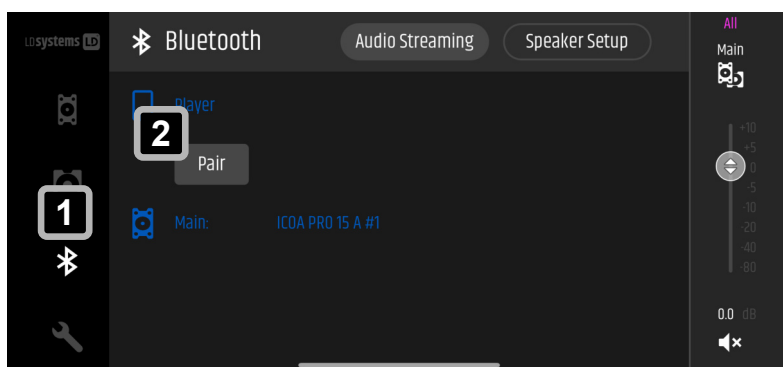 LDsystems LD
Bluetooth
Audio Streaming
Speaker Setup
All
Main
Player
2
Pair
1
Main: ICOA PRO 15 A #1
+10
+5
0
-5
-10
-20
-40
-80
0.0 dB